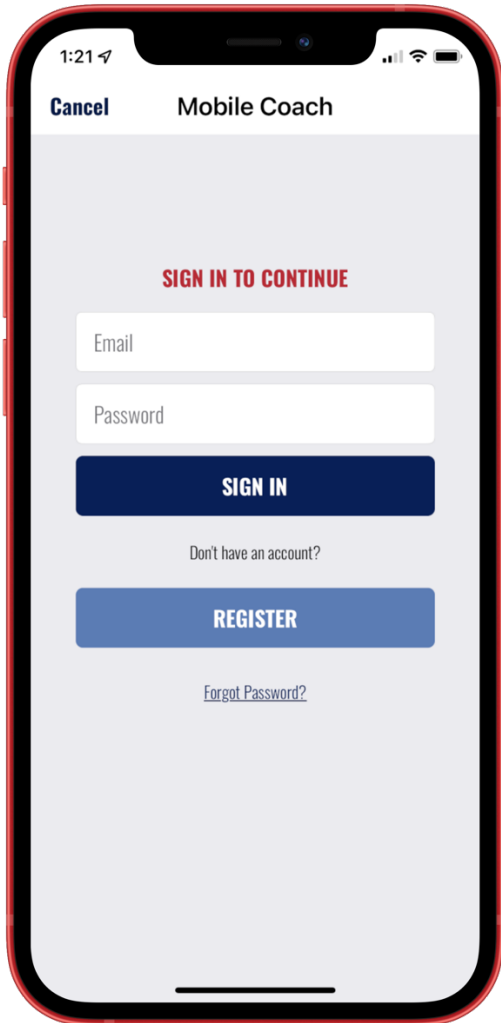 1:21
Cancel
Mobile Coach
SIGN IN TO CONTINUE
Email
Password
SIGN IN
Don't have an account?
REGISTER
Forgot Password?